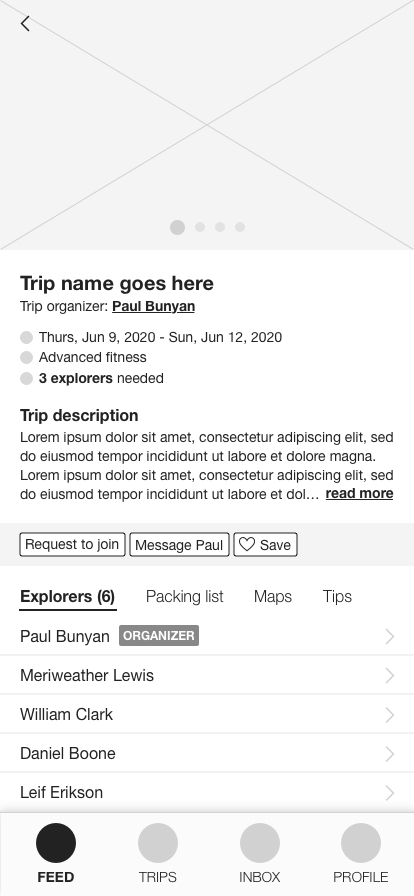 Trip name goes here
Trip organizer: Paul Bunyan
Thurs, Jun 9, 2020 - Sun, Jun 12, 2020
Advanced fitness
3 explorers needed
Trip description
Lorem ipsum dolor sit amet, consectetur adipiscing elit, sed
do eiusmod tempor incididunt ut labore et dolore magna.
Lorem ipsum dolor sit amet, consectetur adipiscing elit, sed
do eiusmod tempor incididunt ut labore et dol... read more
Request to join Message Paul Save
Explorers (6) Packing list Maps Tips
Paul Bunyan ORGANIZER
Meriweather Lewis
William Clark
Daniel Boone
Leif Erikson
FEED TRIPS INBOX PROFILE